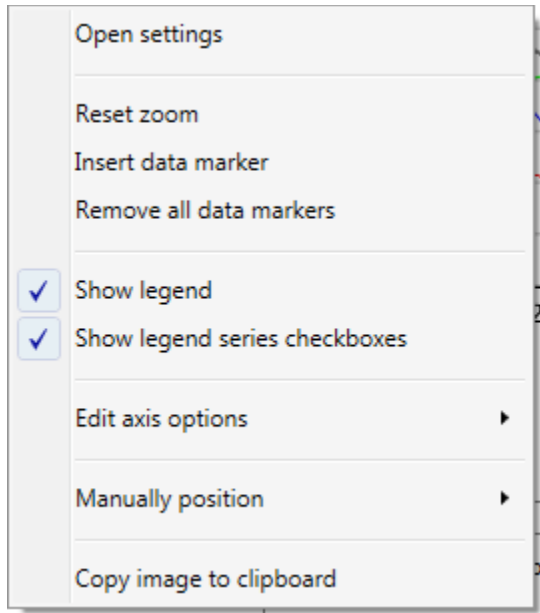 Open settings
Reset zoom
Insert data marker
Remove all data markers
Show legend
Show legend series checkboxes
Edit axis options
Manually position
Copy image to clipboard